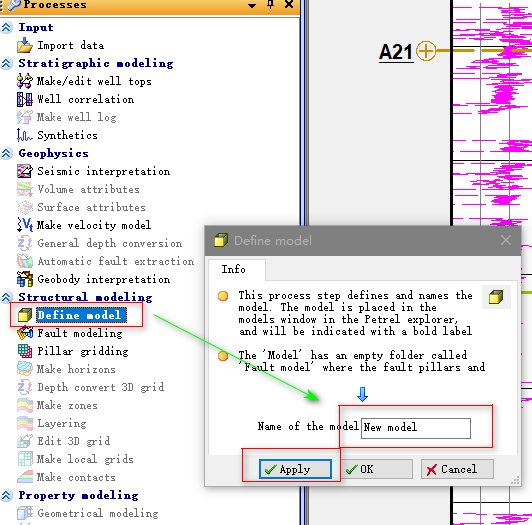 Processes
Input
Import data
Stratigraphic modeling
Make/edit well tops
Well correlation
Make well log
Synthetics
Geophysics
Seismic interpretation
Volume attributes
Surface attributes
Make velocity model
General depth conversion
Automatic fault extraction
Geobody interpretation
Structural modeling
Define model
Fault modeling
Pillar gridding
Make horizons
Depth convert 3D grid
Make zones
Layering
Edit 3D grid
Make local grids
Make contacts
Property modeling
Geometrical modeling
A21
Define model
Info
This process step defines and names the
model. The model is placed in the
models window in the Petrel explorer,
and will be indicated with a bold label
The 'Model' has an empty folder called
'Fault model' where the fault pillars and
Name of the model New model
Apply OK Cancel